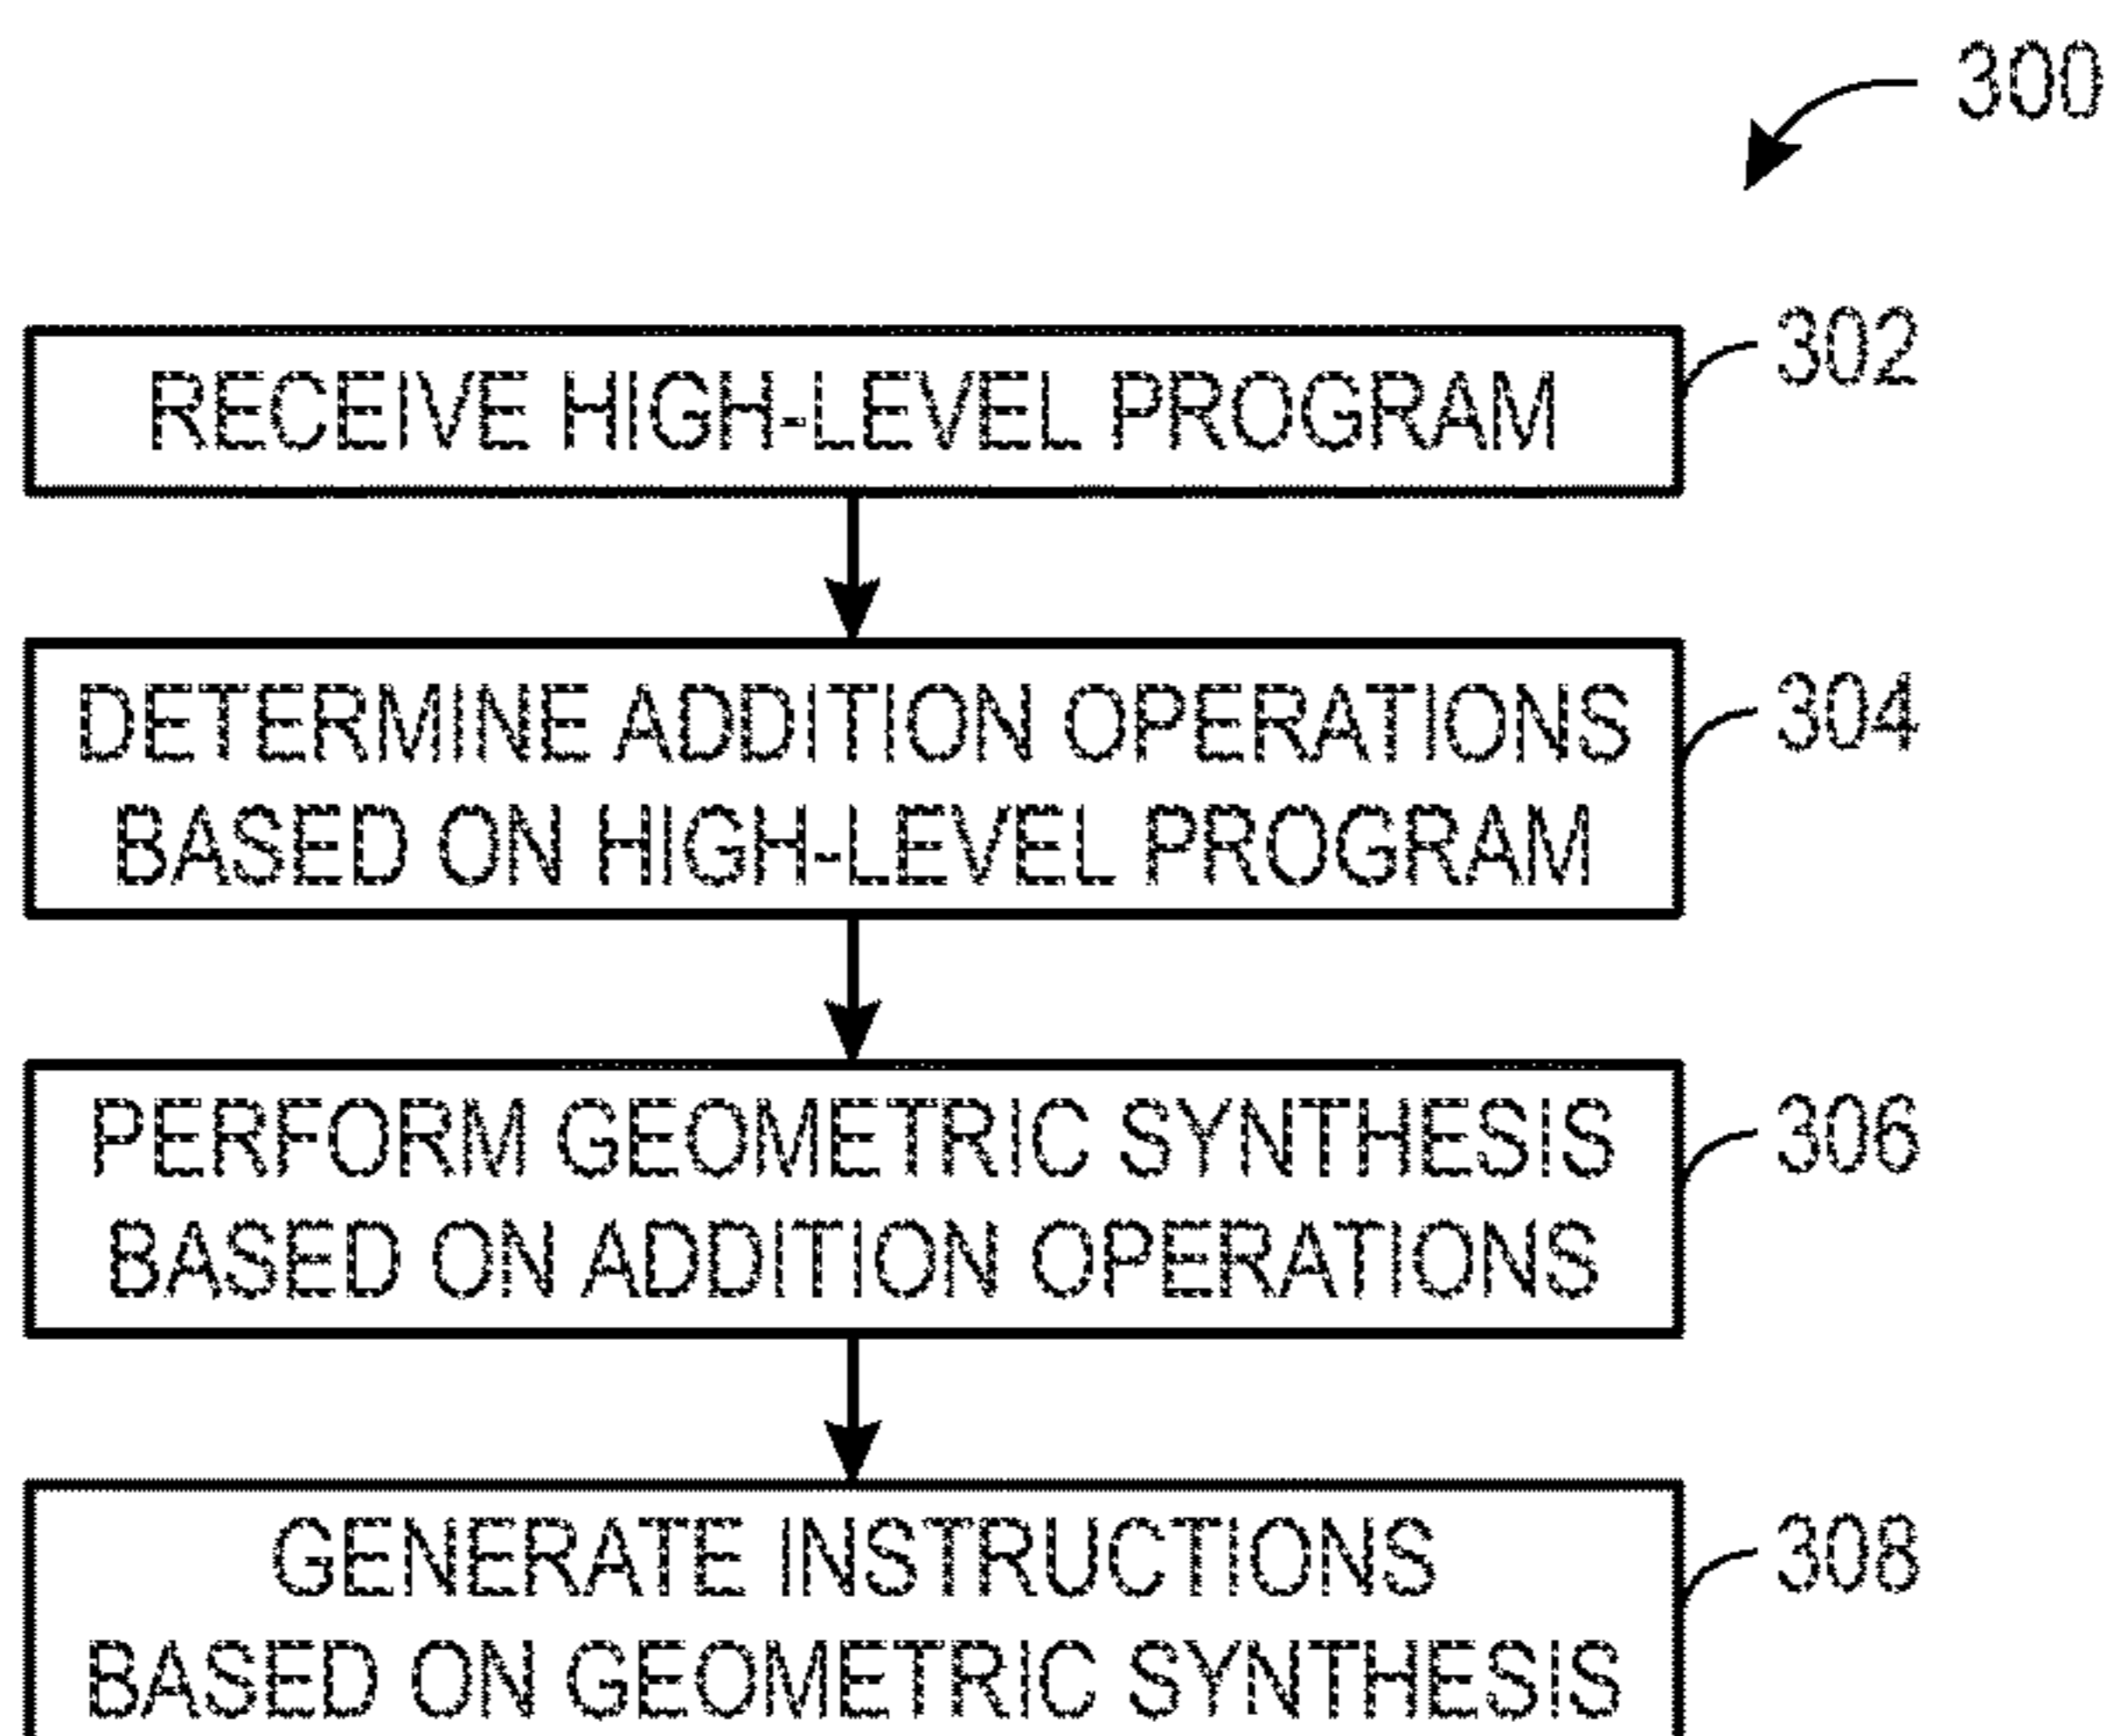 300
RECEIVE HIGH-LEVEL PROGRAM
302
DETERMINE ADDITION OPERATIONS
BASED ON HIGH-LEVEL PROGRAM
304
PERFORM GEOMETRIC SYNTHESIS
BASED ON ADDITION OPERATIONS
306
GENERATE INSTRUCTIONS
BASED ON GEOMETRIC SYNTHESIS
308